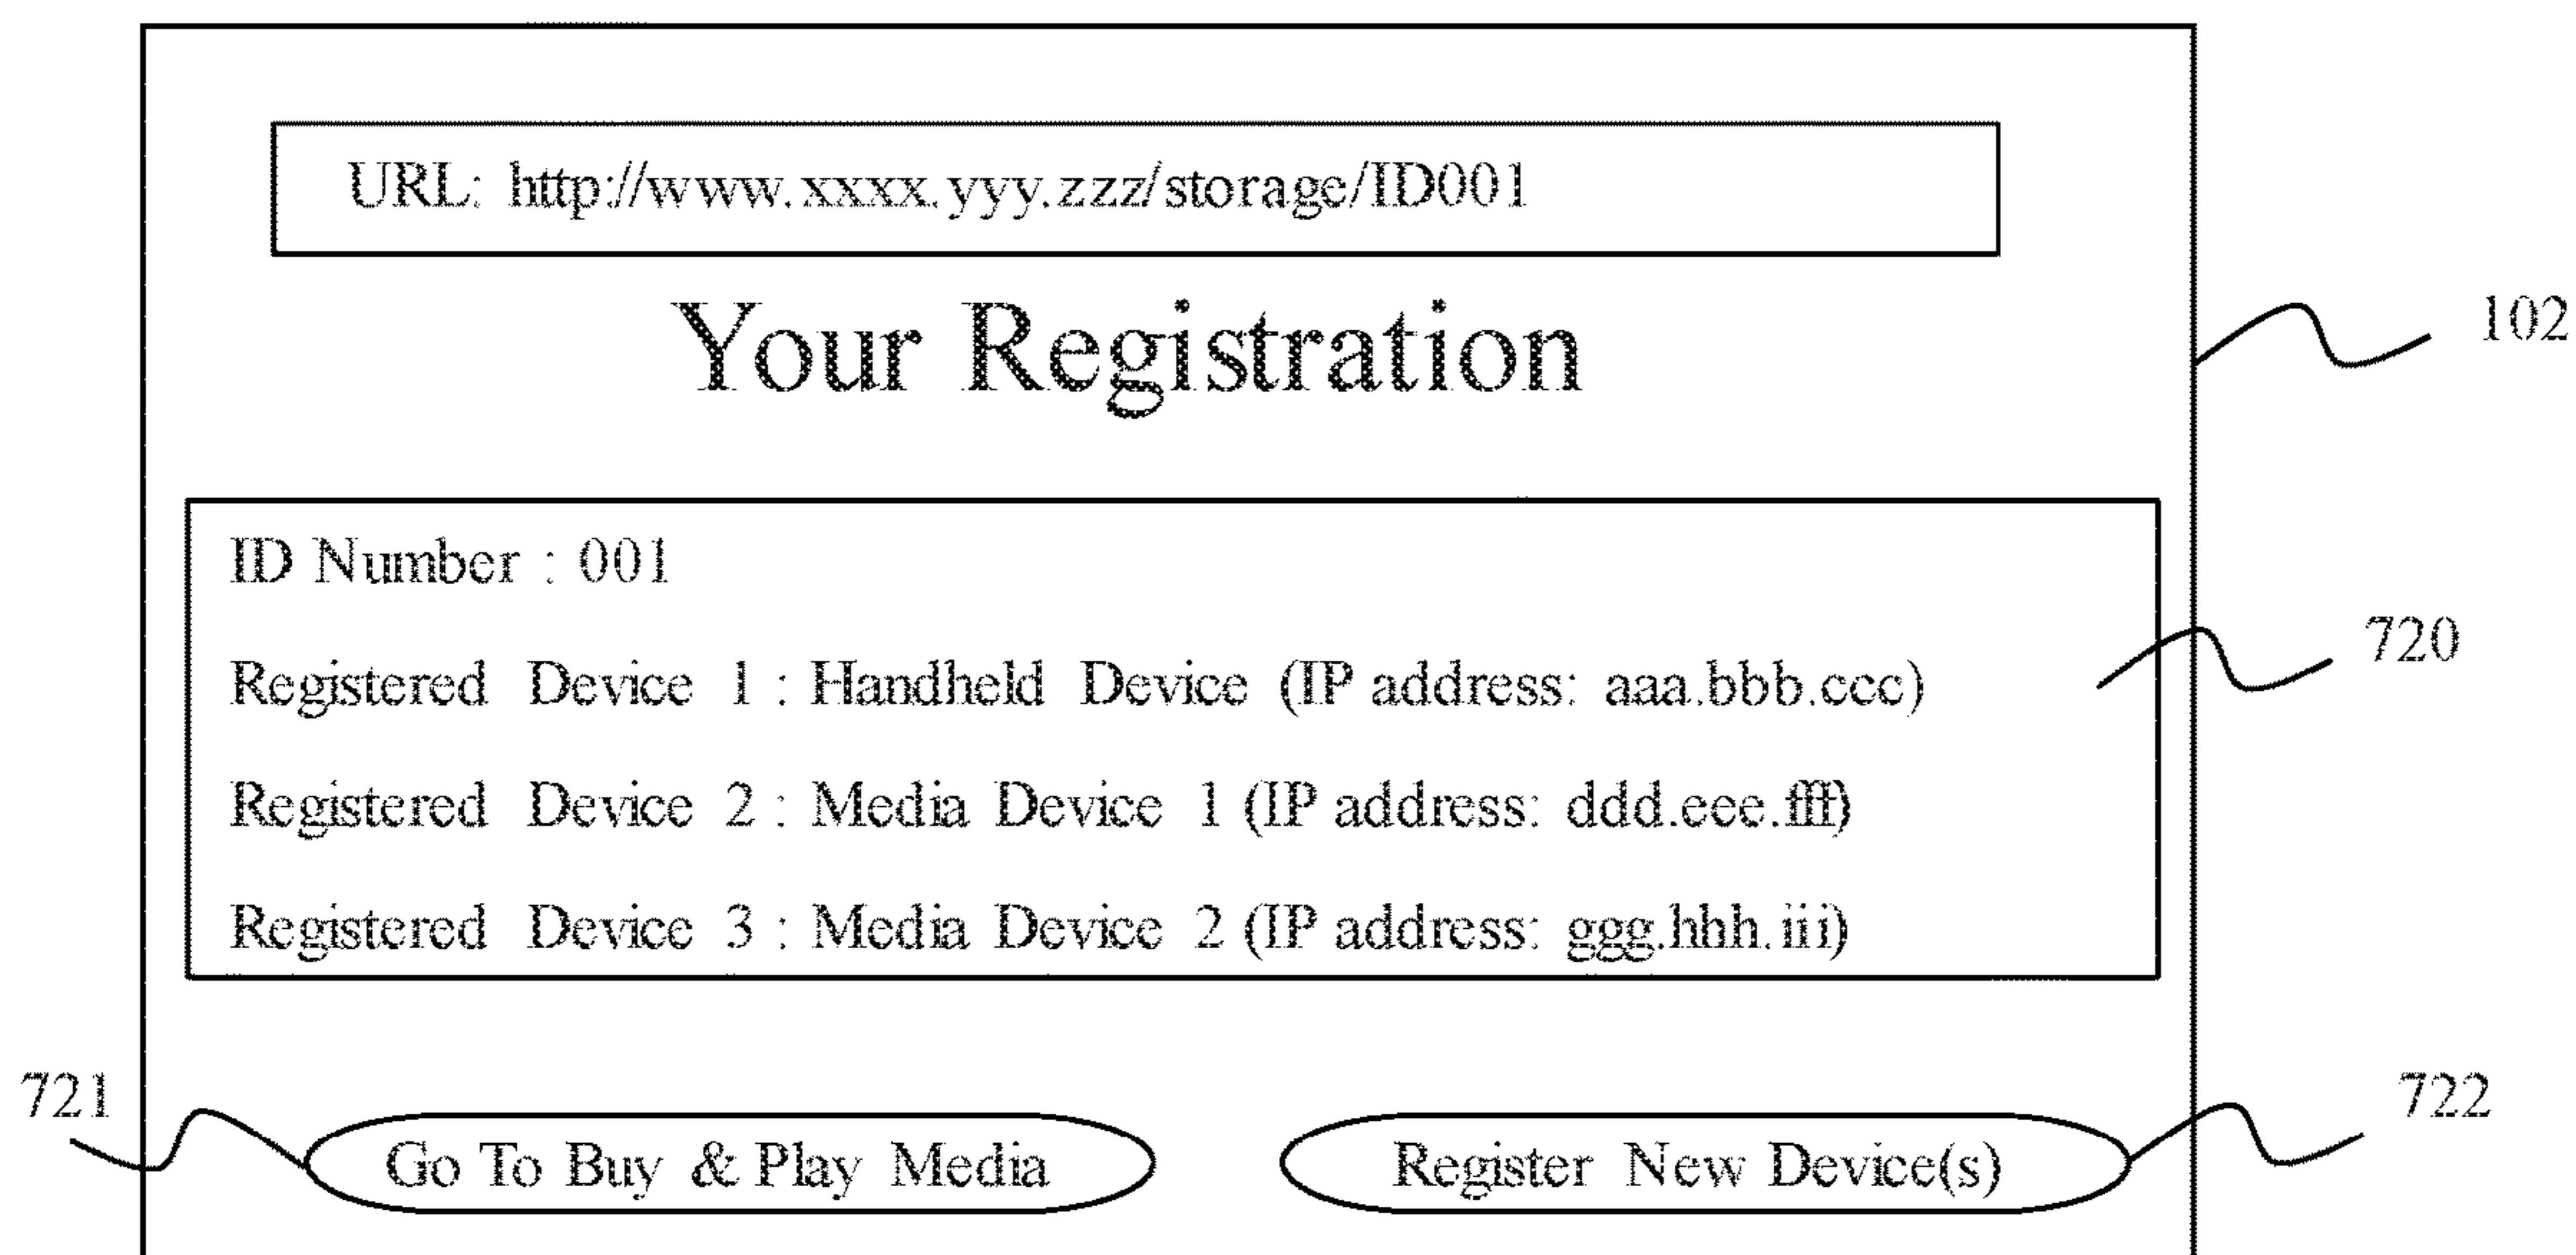 URL: http://www.xxxx.yyy.zzz/storage/ID001
Your Registration
102
ID Number : 001
Registered Device 1 : Handheld Device (IP address: aaa.bbb.ccc)
720
Registered Device 2 : Media Device 1 (IP address: ddd.eee.fff)
Registered Device 3 : Media Device 2 (IP address: ggg.hhh.iii)
721
722
Go To Buy & Play Media
Register New Device(s)